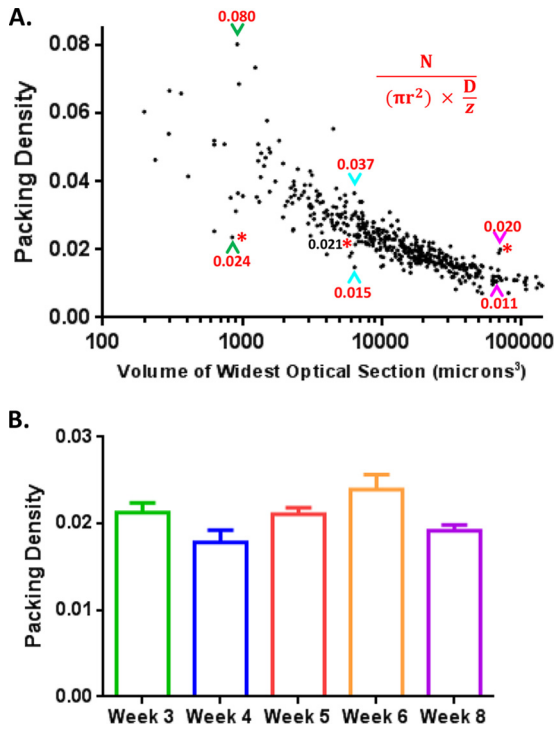 A.
0.080
0.08
0.06
0.04
0.02
0.00
Packing Density
N
(πr²) × D
z
0.037
0.020
*
0.021 *
*
0.024
0.015
0.011
100
1000
10000
100000
Volume of Widest Optical Section (microns³)
B.
0.03
0.02
0.01
0.00
Packing Density
Week 3 Week 4 Week 5 Week 6 Week 8